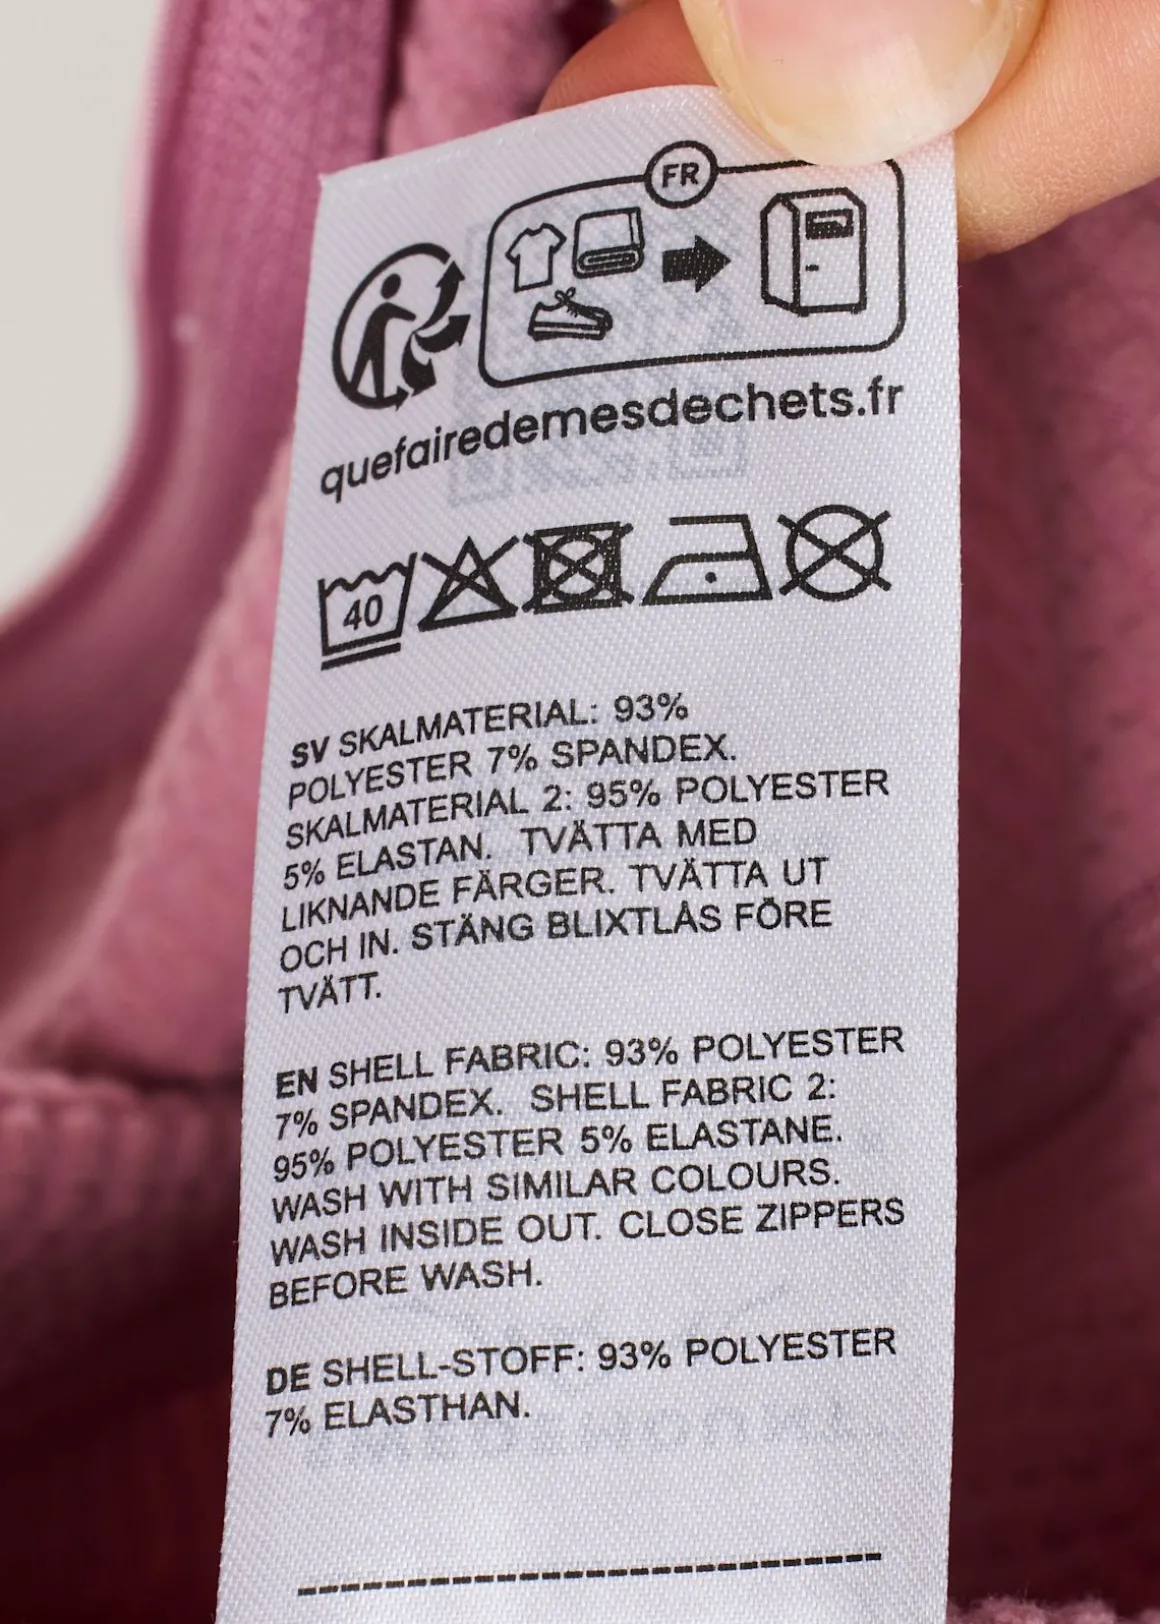 FR
quefairedemesdechets.fr
40
SV SKALMATERIAL: 93%
POLYESTER 7% SPANDEX.
SKALMATERIAL 2: 95% POLYESTER
5% ELASTAN. TVÄTTA MED
LIKNANDE FÄRGER. TVÄTTA UT
OCH IN. STÄNG BLIXTLÅS FÖRE
TVÄTT.
EN SHELL FABRIC: 93% POLYESTER
7% SPANDEX. SHELL FABRIC 2:
95% POLYESTER 5% ELASTANE.
WASH WITH SIMILAR COLOURS.
WASH INSIDE OUT. CLOSE ZIPPERS
BEFORE WASH.
DE SHELL-STOFF: 93% POLYESTER
7% ELASTHAN.